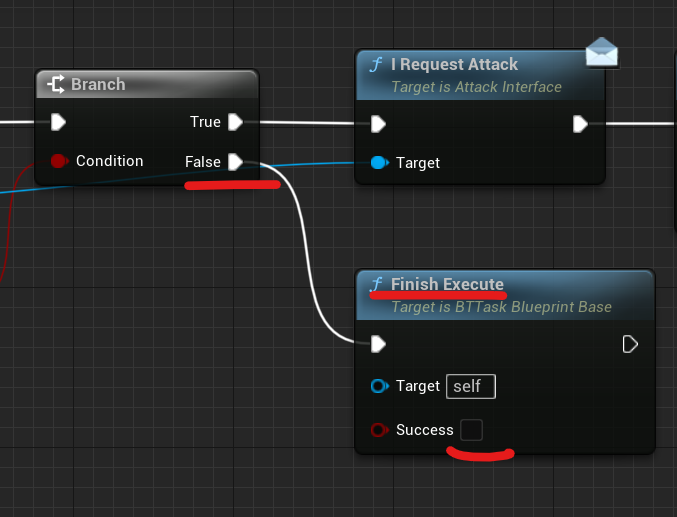 Branch
True
Condition
False
I Request Attack
Target is Attack Interface
Target
Finish Execute
Target is BTTask Blueprint Base
Target self
Success